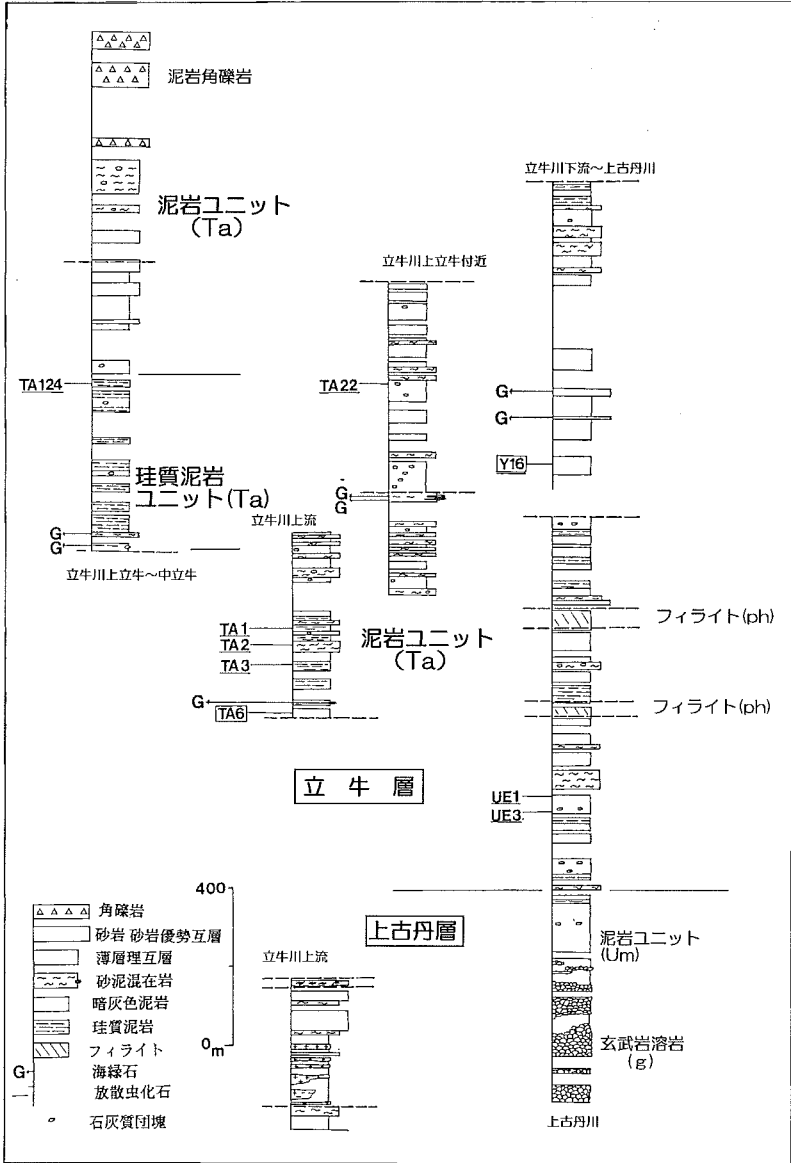 泥岩角礫岩
泥岩ユニット
(Ta)
TA124
珪質泥岩
ユニット(Ta)
G
G
立牛川上立牛～中立牛
立牛川上流
TA1
TA2
TA3
G
TA6
立牛川上立牛付近
TA22
G
G
泥岩ユニット
(Ta)
立牛川下流～上古丹川
G
G
Y16
フィライト(ph)
フィライト(ph)
UE1
UE3
立牛層
上古丹層
泥岩ユニット
(Um)
玄武岩溶岩
(g)
上古丹川
立牛川上流
400
0m
角礫岩
砂岩 砂岩優勢互層
薄層理互層
砂泥混在岩
暗灰色泥岩
珪質泥岩
フィライト
G
海緑石
放散虫化石
石灰質団塊